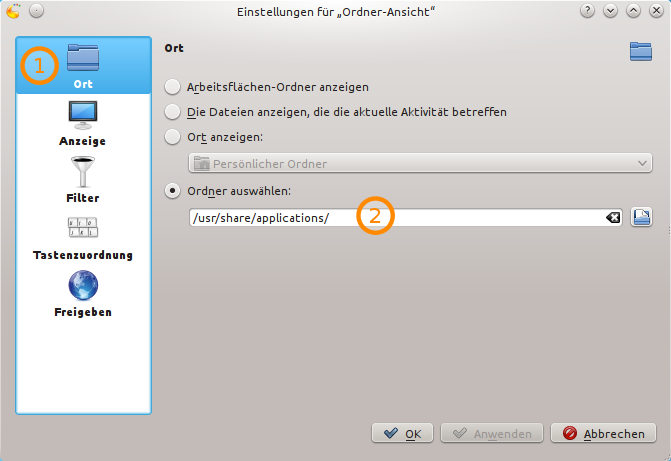 Einstellungen für „Ordner-Ansicht“
?
1
Ort
Anzeige
Filter
Tastenzuordnung
Freigeben
Ort
Arbeitsflächen-Ordner anzeigen
Die Dateien anzeigen, die die aktuelle Aktivität betreffen
Ort anzeigen:
Persönlicher Ordner
Ordner auswählen:
/usr/share/applications/
2
OK
Anwenden
Abbrechen